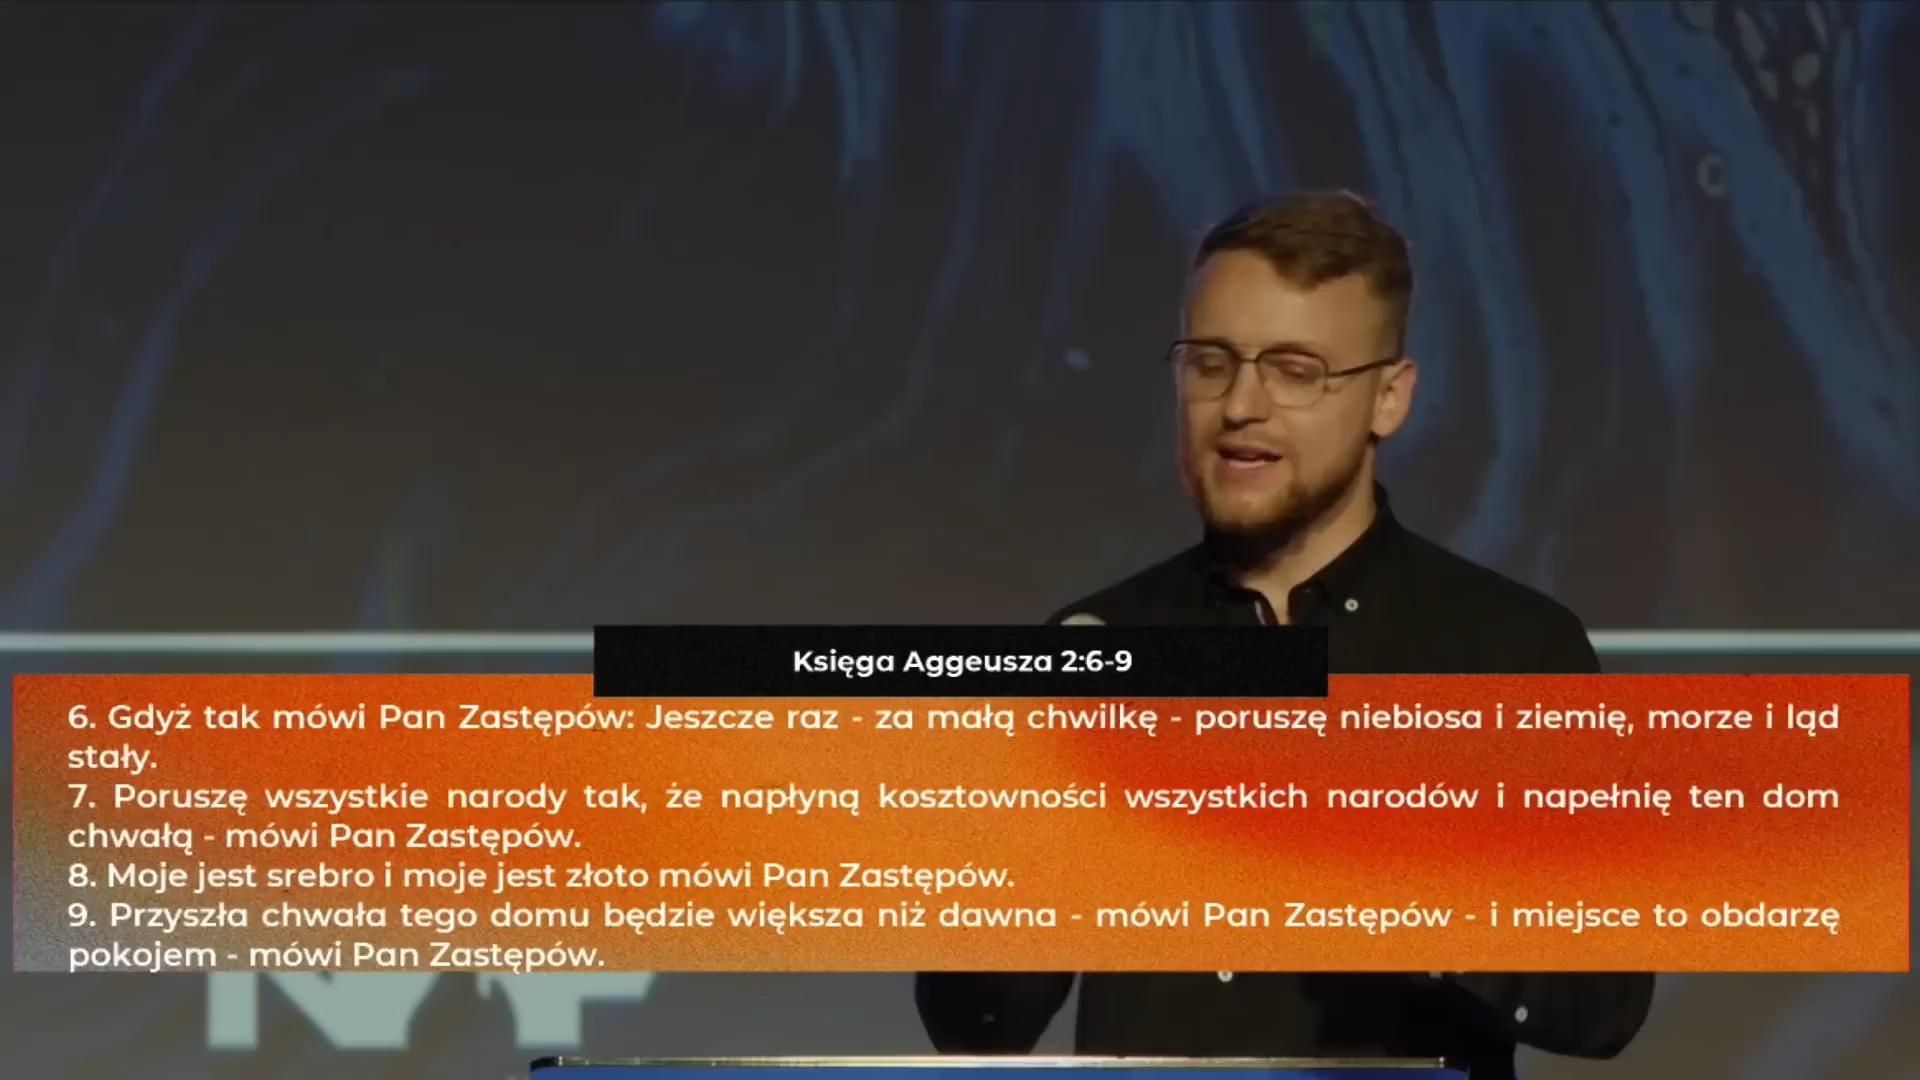 Księga Aggeusza 2:6-9
6. Gdyż tak mówi Pan Zastępów: Jeszcze raz - za małą chwilkę - poruszę niebiosa i ziemię, morze i ląd
stały.
7. Poruszę wszystkie narody tak, że napłyną kosztowności wszystkich narodów i napełnię ten dom
chwałą - mówi Pan Zastępów.
8. Moje jest srebro i moje jest złoto mówi Pan Zastępów.
9. Przyszła chwała tego domu będzie większa niż dawna - mówi Pan Zastępów - i miejsce to obdarzę
pokojem - mówi Pan Zastępów.